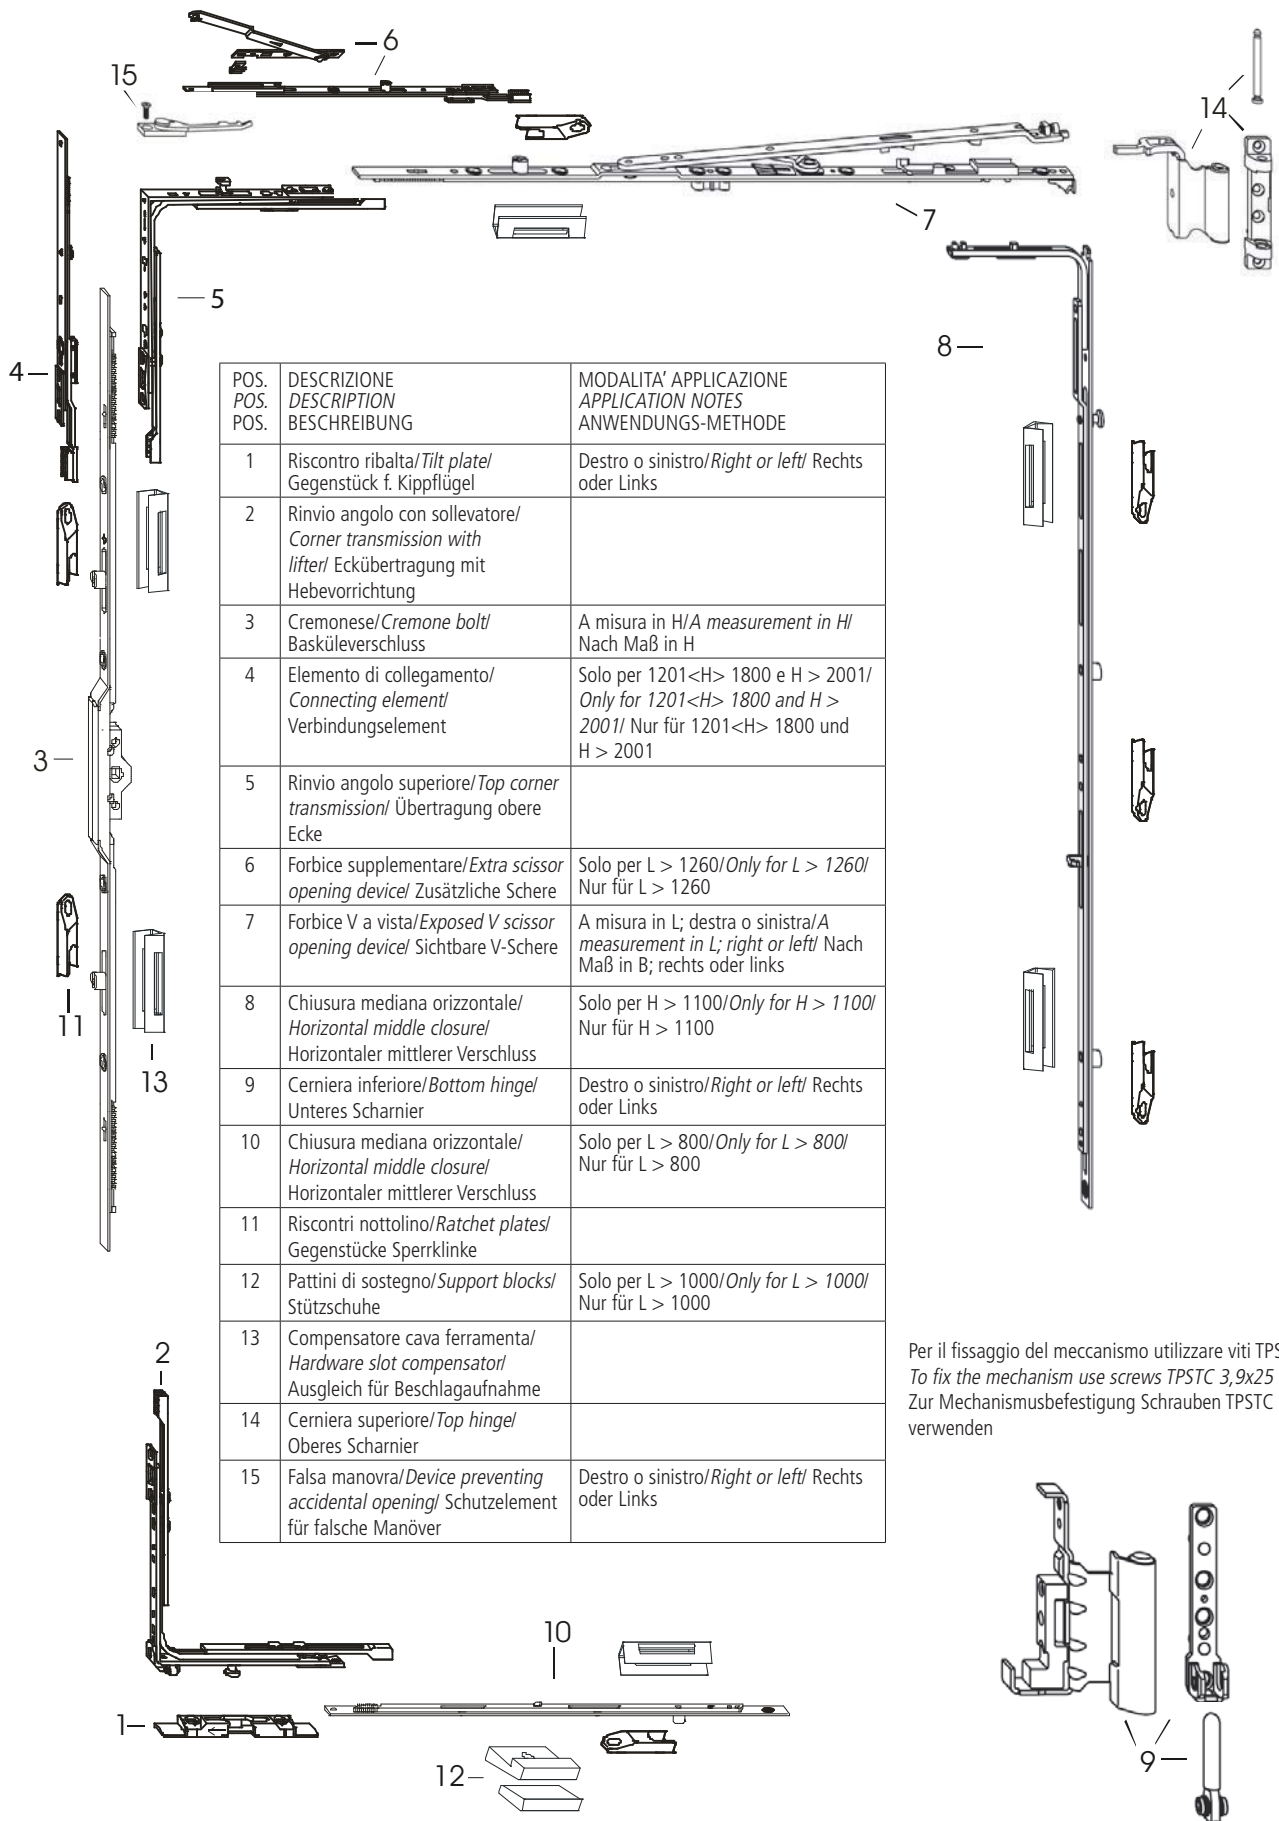 6
15
14
7
5
4
8
POS. DESCRIZIONE MODALITA' APPLICAZIONE
POS. DESCRIPTION APPLICATION NOTES
POS. BESCHREIBUNG ANWENDUNGS-METHODE
1 Riscontro ribalta/Tilt plate/ Destro o sinistro/Right or left/ Rechts
Gegenstück f. Kippflügel oder Links
2 Rinvio angolo con sollevatore/
Corner transmission with
lifter/ Eckübertragung mit
Hebevorrichtung
3 Cremonese/Cremone bolt/ A misura in H/A measurement in H/
Basküleverschluss Nach Maß in H
4 Elemento di collegamento/ Solo per 1201<H> 1800 e H > 2001/
Connecting element/ Only for 1201<H> 1800 and H >
Verbindungselement 2001/ Nur für 1201<H> 1800 und
H > 2001
5 Rinvio angolo superiore/Top corner
transmission/ Übertragung obere
Ecke
6 Forbice supplementare/Extra scissor Solo per L > 1260/Only for L > 1260/
opening device/ Zusätzliche Schere Nur für L > 1260
7 Forbice V a vista/Exposed V scissor A misura in L; destra o sinistra/A
opening device/ Sichtbare V-Schere measurement in L; right or left/ Nach
Maß in B; rechts oder links
8 Chiusura mediana orizzontale/ Solo per H > 1100/Only for H > 1100/
Horizontal middle closure/ Nur für H > 1100
Horizontaler mittlerer Verschluss
9 Cerniera inferiore/Bottom hinge/ Destro o sinistro/Right or left/ Rechts
Unteres Scharnier oder Links
10 Chiusura mediana orizzontale/ Solo per L > 800/Only for L > 800/
Horizontal middle closure/ Nur für L > 800
Horizontaler mittlerer Verschluss
11 Riscontri nottolino/Ratchet plates/
Gegenstücke Sperrklinke
12 Pattini di sostegno/Support blocks/ Solo per L > 1000/Only for L > 1000/
Stützschuhe Nur für L > 1000
13 Compensatore cava ferramenta/
Hardware slot compensator/
Ausgleich für Beschlagaufnahme
14 Cerniera superiore/Top hinge/
Oberes Scharnier
15 Falsa manovra/Device preventing Destro o sinistro/Right or left/ Rechts
accidental opening/ Schutzelement oder Links
für falsche Manöver
3
11
13
Per il fissaggio del meccanismo utilizzare viti TPS
To fix the mechanism use screws TPSTC 3,9x25
Zur Mechanismusbefestigung Schrauben TPSTC
verwenden
2
10
1
12
9